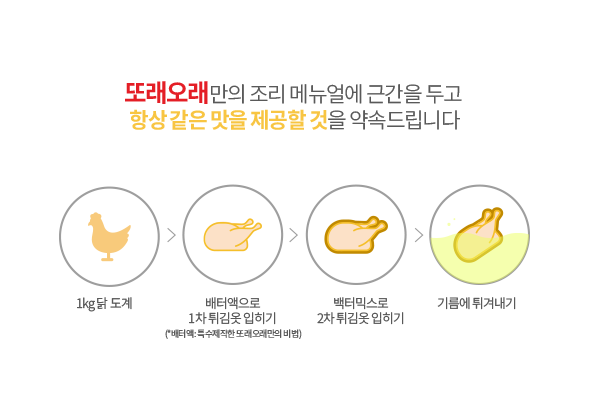 또래오래만의 조리 메뉴얼에 근간을 두고
항상 같은 맛을 제공할 것을 약속드립니다
1kg 닭 도계
배터액으로
1차 튀김옷 입히기
(*배터액: 특수제작한 또래오래만의 비법)
백터믹스로
2차 튀김옷 입히기
기름에 튀겨내기